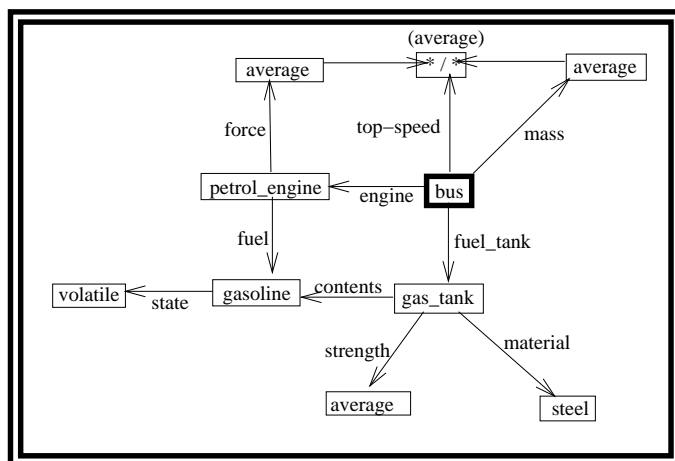 (average)
average
* / *
average
force
top-speed
mass
petrol_engine
engine
bus
fuel
fuel_tank
volatile
state
gasoline
contents
gas_tank
strength
material
average
steel